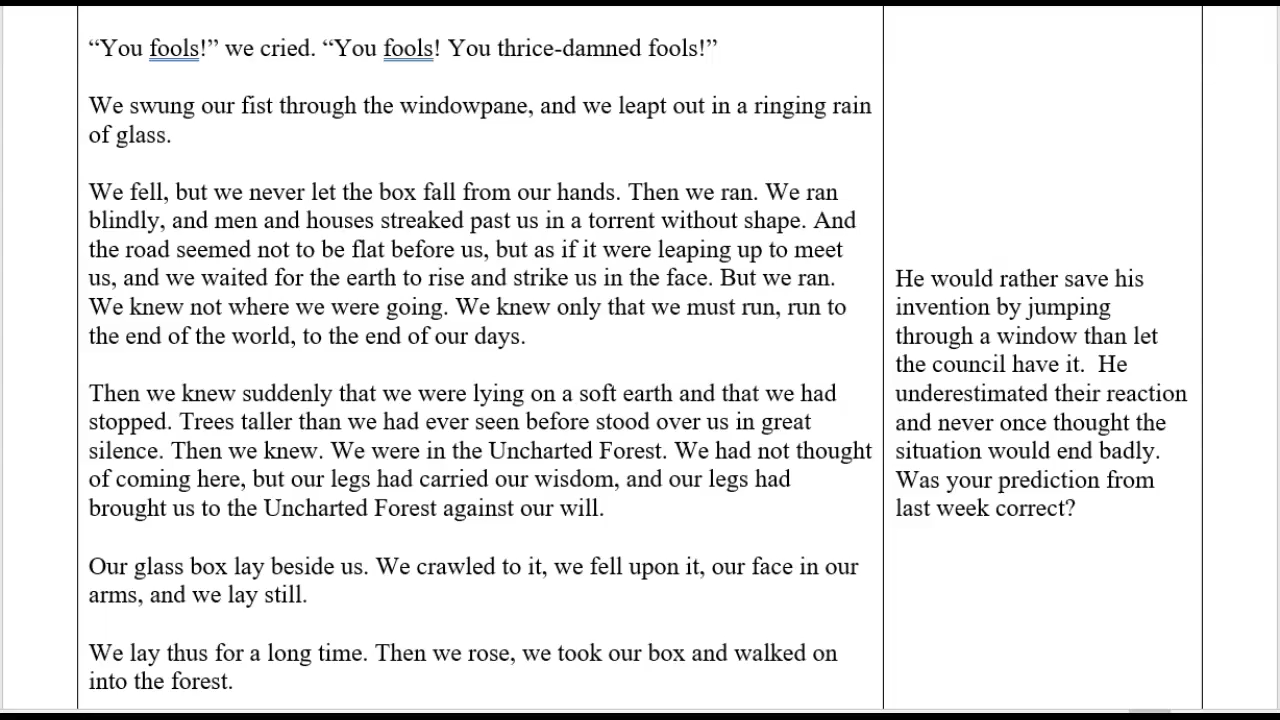 “You fools!” we cried. “You fools! You thrice-damned fools!”
We swung our fist through the windowpane, and we leapt out in a ringing rain
of glass.
We fell, but we never let the box fall from our hands. Then we ran. We ran
blindly, and men and houses streaked past us in a torrent without shape. And
the road seemed not to be flat before us, but as if it were leaping up to meet
us, and we waited for the earth to rise and strike us in the face. But we ran.
We knew not where we were going. We knew only that we must run, run to
the end of the world, to the end of our days.
Then we knew suddenly that we were lying on a soft earth and that we had
stopped. Trees taller than we had ever seen before stood over us in great
silence. Then we knew. We were in the Uncharted Forest. We had not thought
of coming here, but our legs had carried our wisdom, and our legs had
brought us to the Uncharted Forest against our will.
Our glass box lay beside us. We crawled to it, we fell upon it, our face in our
arms, and we lay still.
We lay thus for a long time. Then we rose, we took our box and walked on
into the forest.
He would rather save his
invention by jumping
through a window than let
the council have it.  He
underestimated their reaction
and never once thought the
situation would end badly.
Was your prediction from
last week correct?